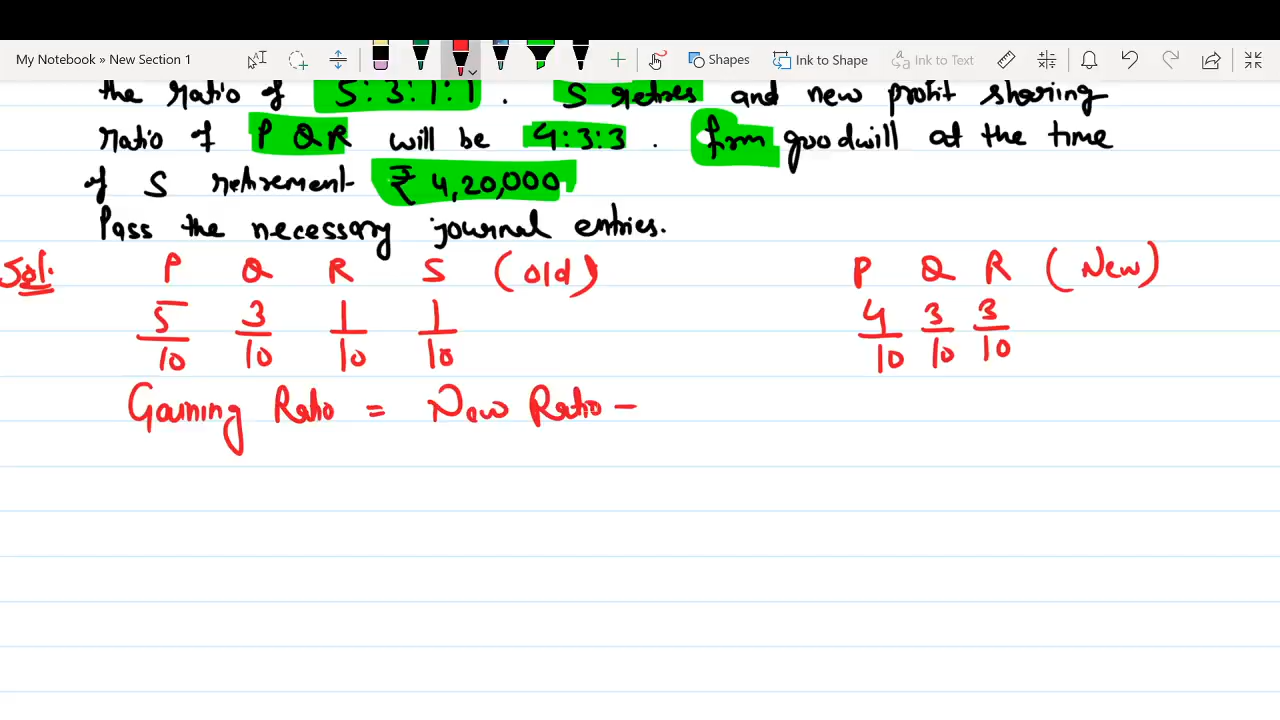 My Notebook » New Section 1
Shapes
Ink to Shape
Ink to Text
the ratio of 5:3:1:1 . S retires and new profit sharing
ratio of P Q R will be 4:3:3 . firm goodwill at the time
of S retirement ₹ 4,20,000
Pass the necessary journal entries.
Sol. P Q R S (Old) P Q R (New)
5/10 3/10 1/10 1/10 4/10 3/10 3/10
Gaining Ratio = New Ratio -